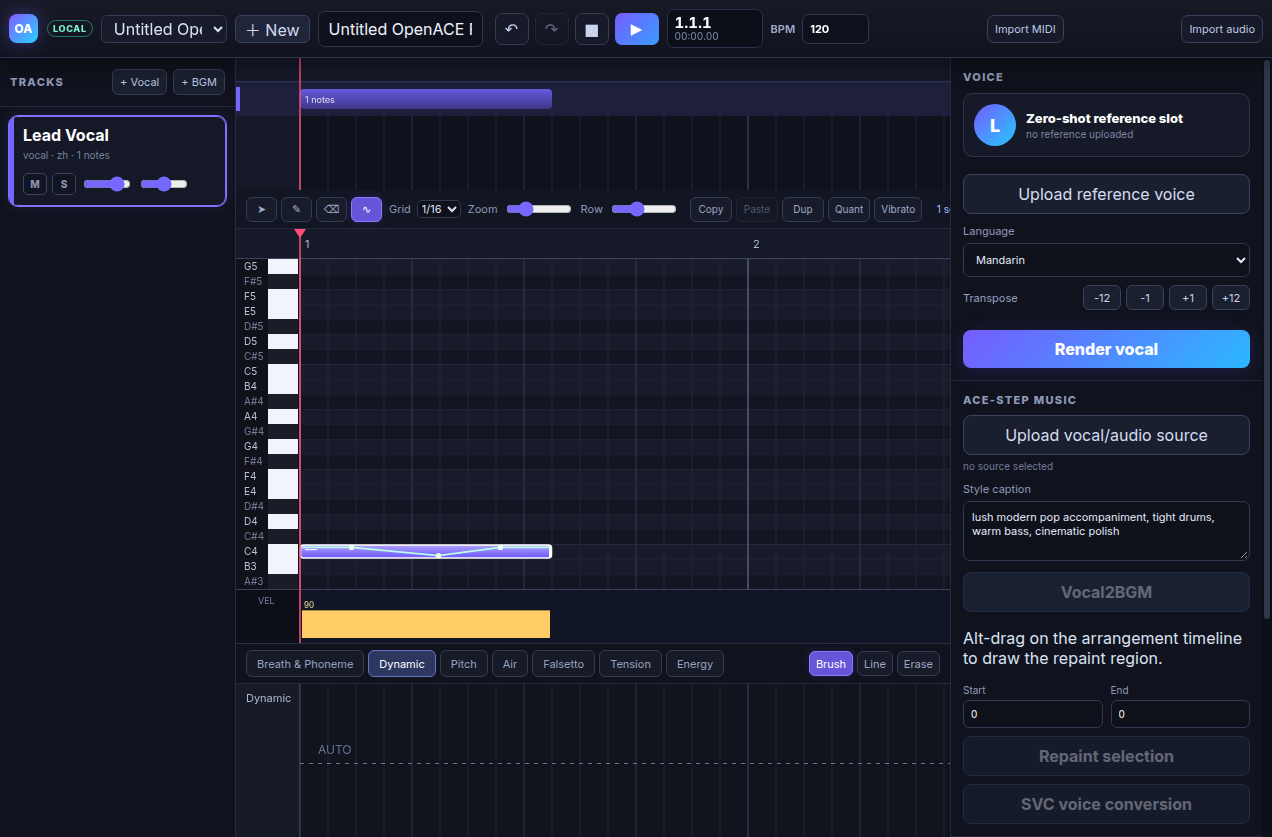 OA
LOCAL
Untitled Ope
+ New
Untitled OpenACE P
1.1.1
00:00.00
BPM
120
Import MIDI
Import audio
TRACKS
+ Vocal
+ BGM
Lead Vocal
vocal · zh · 1 notes
M
S
1 notes
Grid
1/16
Zoom
Row
Copy
Paste
Dup
Quant
Vibrato
1 s
1
2
G5
F#5
F5
E5
D#5
D5
C#5
C5
B4
A#4
A4
G#4
G4
F#4
F4
E4
D#4
D4
C#4
C4
B3
A#3
VEL
90
Breath & Phoneme
Dynamic
Pitch
Air
Falsetto
Tension
Energy
Brush
Line
Erase
Dynamic
AUTO
VOICE
L
Zero-shot reference slot
no reference uploaded
Upload reference voice
Language
Mandarin
Transpose
-12
-1
+1
+12
Render vocal
ACE-STEP MUSIC
Upload vocal/audio source
no source selected
Style caption
lush modern pop accompaniment, tight drums,
warm bass, cinematic polish
Vocal2BGM
Alt-drag on the arrangement timeline
to draw the repaint region.
Start
End
0
0
Repaint selection
SVC voice conversion